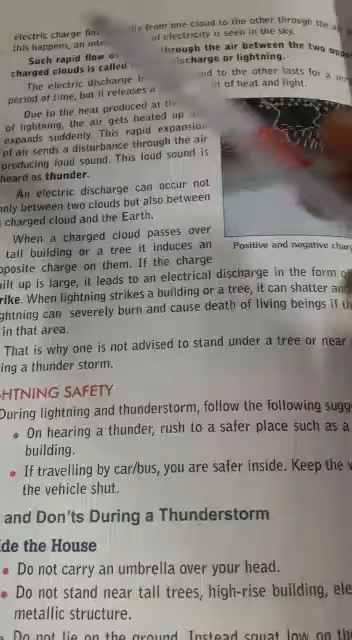 electric charge from one cloud to the other through the air
this happens, an of electricity is seen in the sky.
Such rapid flow through the air between the two
charged clouds is called discharge or lightning.
The electric discharge and to the other lasts for a
period of time, but it releases a of heat and light.
Due to the heat produced at
of lightning, the air gets heated up
expands suddenly. This rapid expansion
of air sends a disturbance through the air
producing loud sound. This loud sound is
heard as thunder.
An electric discharge can occur not
only between two clouds but also between
charged cloud and the Earth.
When a charged cloud passes over
tall building or a tree it induces an
opposite charge on them. If the charge
Positive and negative
uilt up is large, it leads to an electrical discharge in the form of
rike. When lightning strikes a building or a tree, it can shatter and
ghtning can severely burn and cause death of living beings if
in that area.
That is why one is not advised to stand under a tree or near
ing a thunder storm.
HTNING SAFETY
During lightning and thunderstorm, follow the following sugg
• On hearing a thunder, rush to a safer place such as a
building.
• If travelling by car/bus, you are safer inside. Keep the
the vehicle shut.
and Don'ts During a Thunderstorm
de the House
• Do not carry an umbrella over your head.
• Do not stand near tall trees, high-rise building, ele
metallic structure.
• Do not lie on the ground. Instead squat low on